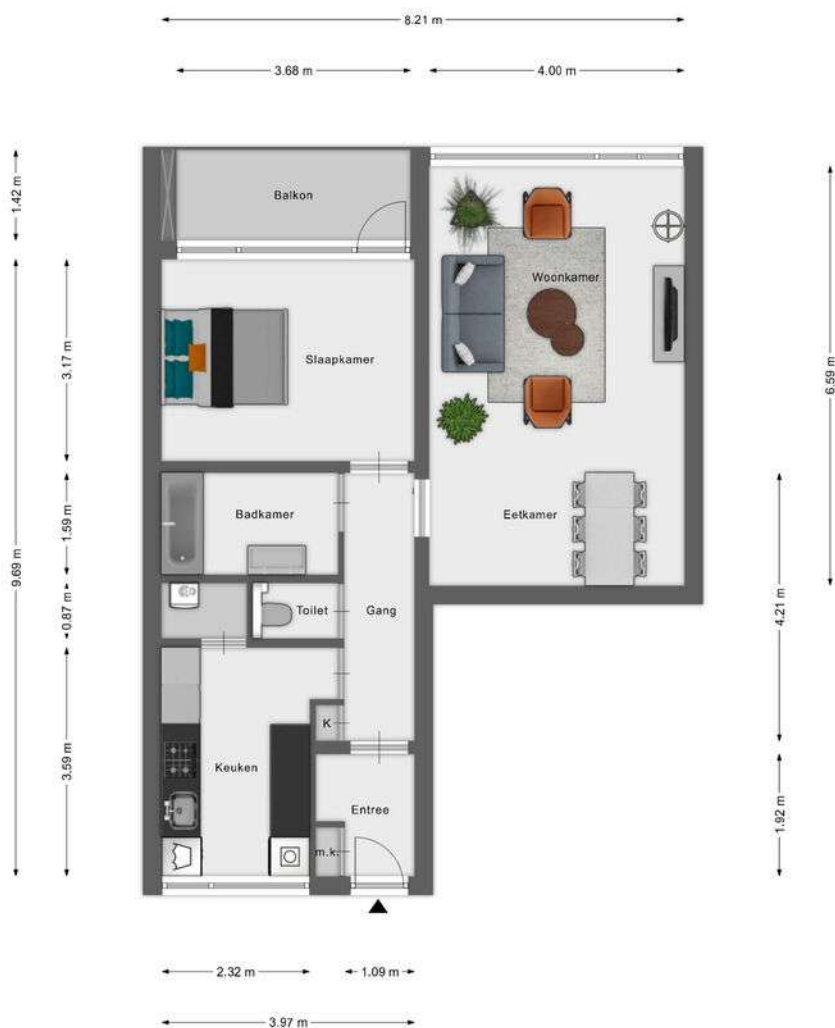 8.21 m
3.68 m
4.00 m
1.42 m
Balkon
Woonkamer
Slaapkamer
3.17 m
6.59 m
Badkamer
Eetkamer
1.59 m
9.69 m
0.87 m
Toilet
Gang
4.21 m
K
3.59 m
Keuken
Entree
1.92 m
m.k.
2.32 m
1.09 m
3.97 m